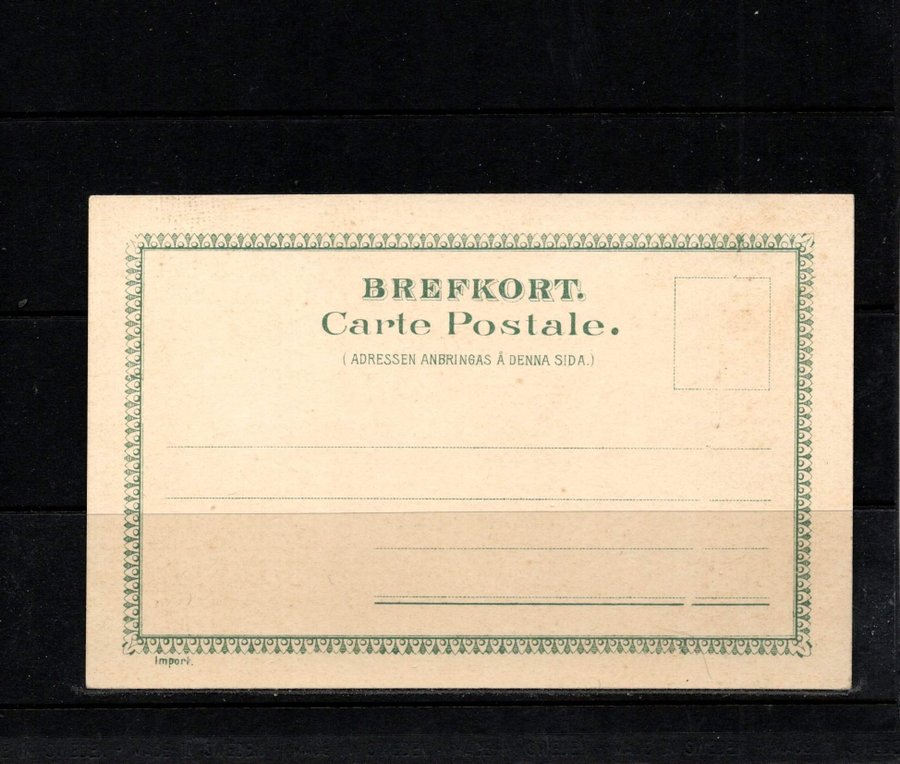 BREFKORT.
Carte Postale.
( ADRESSEN ANBRINGAS Å DENNA SIDA.)
Import.